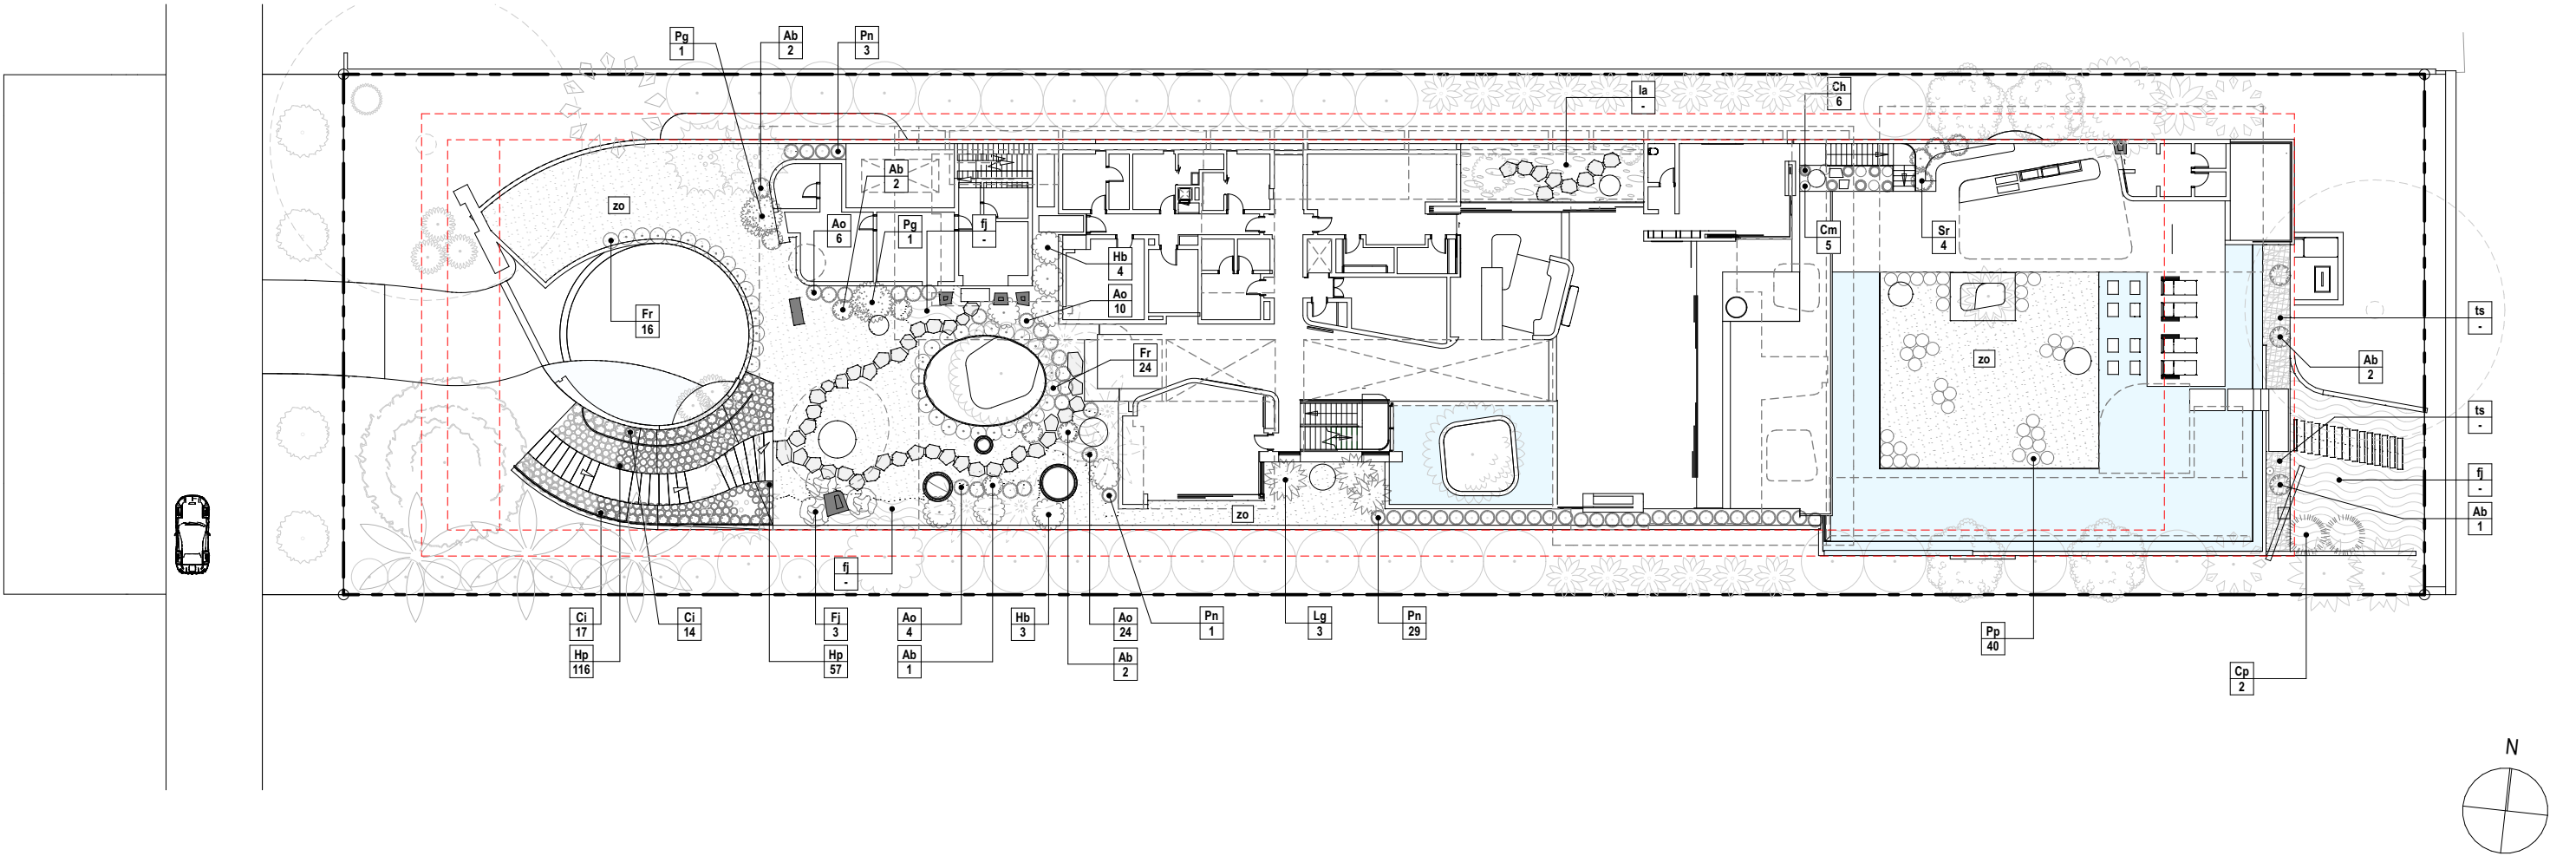 Pg
1
Ab
2
Pn
3
Ia
-
Ch
6
Ab
2
zo
Ao
6
Pg
1
fj
-
Cm
5
Sr
4
Hb
4
Ao
10
Fr
16
ts
-
Fr
24
zo
Ab
2
ts
-
fj
-
zo
Ab
1
fj
-
Ci
17
Ci
14
Fj
3
Ao
4
Hb
3
Ao
24
Pn
1
Lg
3
Pn
29
Pp
40
Hp
116
Hp
57
Ab
1
Ab
2
Cp
2
N